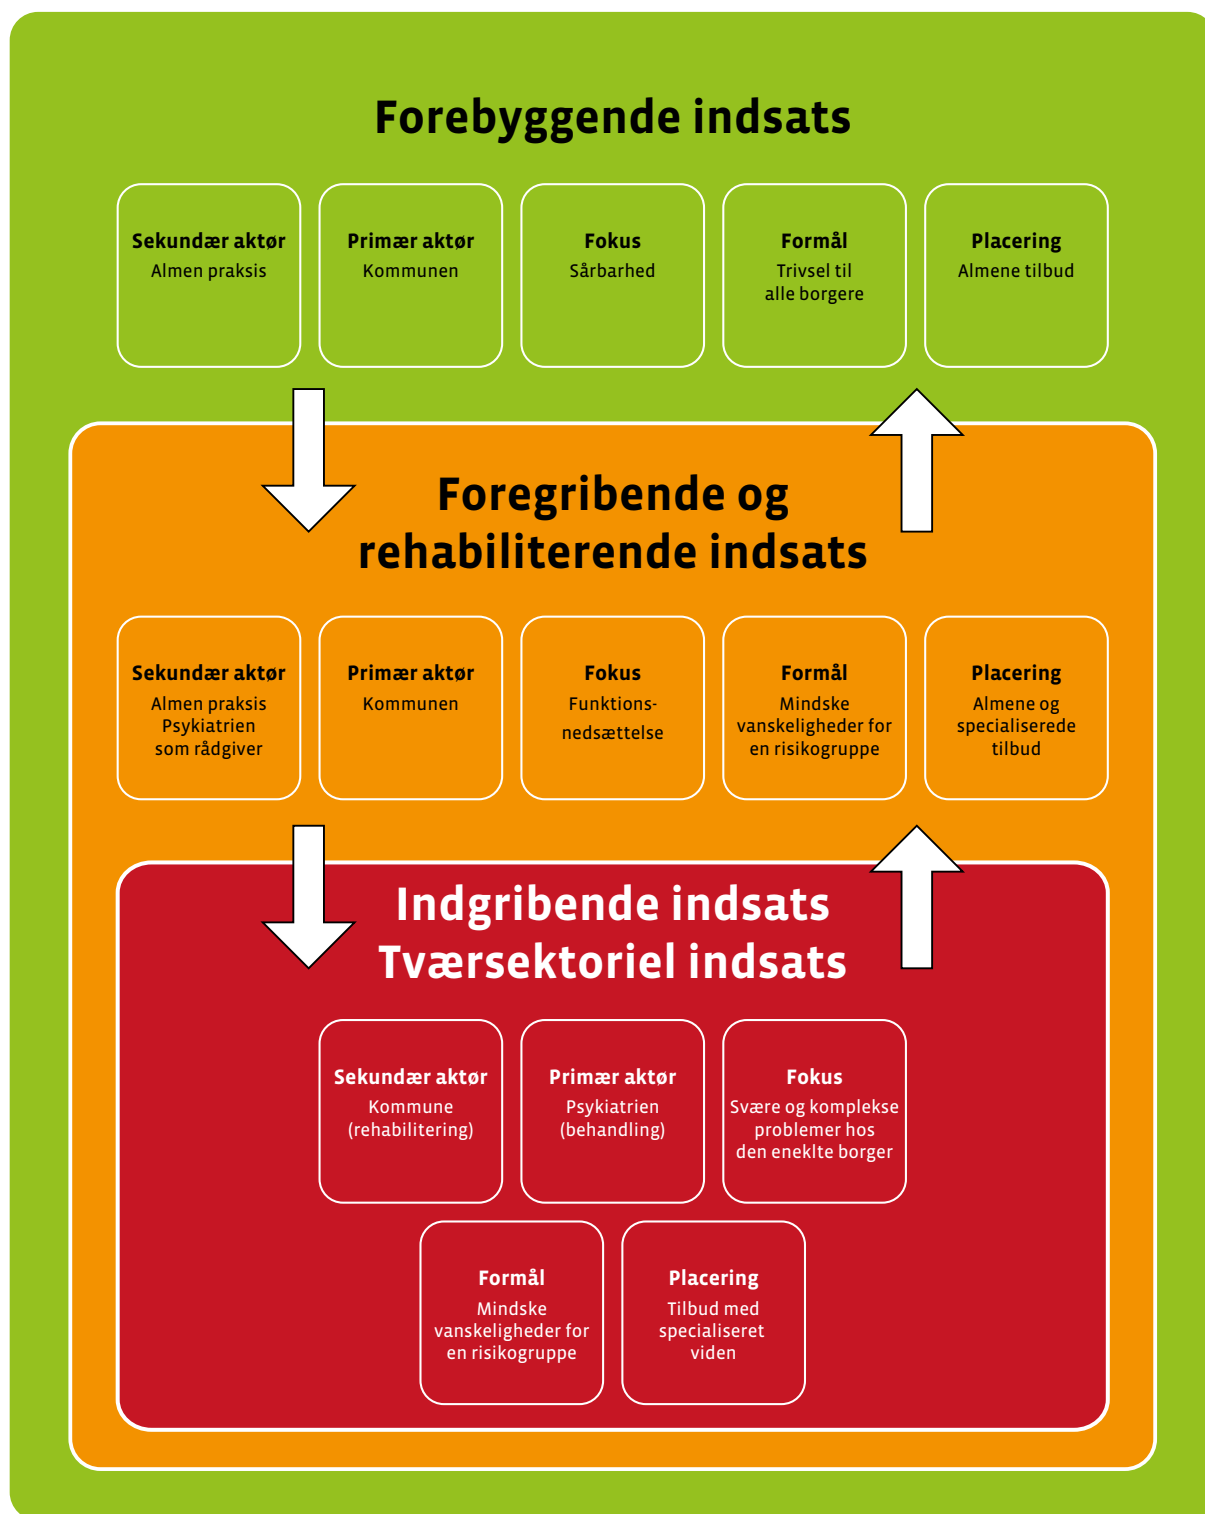 Forebyggende indsats
Sekundær aktør
Almen praksis
Primær aktør
Kommunen
Fokus
Sårbarhed
Formål
Trivsel til
alle borgere
Placering
Almene tilbud
Foregribende og
rehabiliterende indsats
Sekundær aktør
Almen praksis
Psykiatrien
som rådgiver
Primær aktør
Kommunen
Fokus
Funktions-
nedsættelse
Formål
Mindske
vanskeligheder for
en risikogruppe
Placering
Almene og
specialiserede
tilbud
Indgribende indsats
Tværsektoriel indsats
Sekundær aktør
Kommune
(rehabilitering)
Primær aktør
Psykiatrien
(behandling)
Fokus
Svære og komplekse
problemer hos
den eneklte borger
Formål
Mindske
vanskeligheder for
en risikogruppe
Placering
Tilbud med
specialiseret
viden